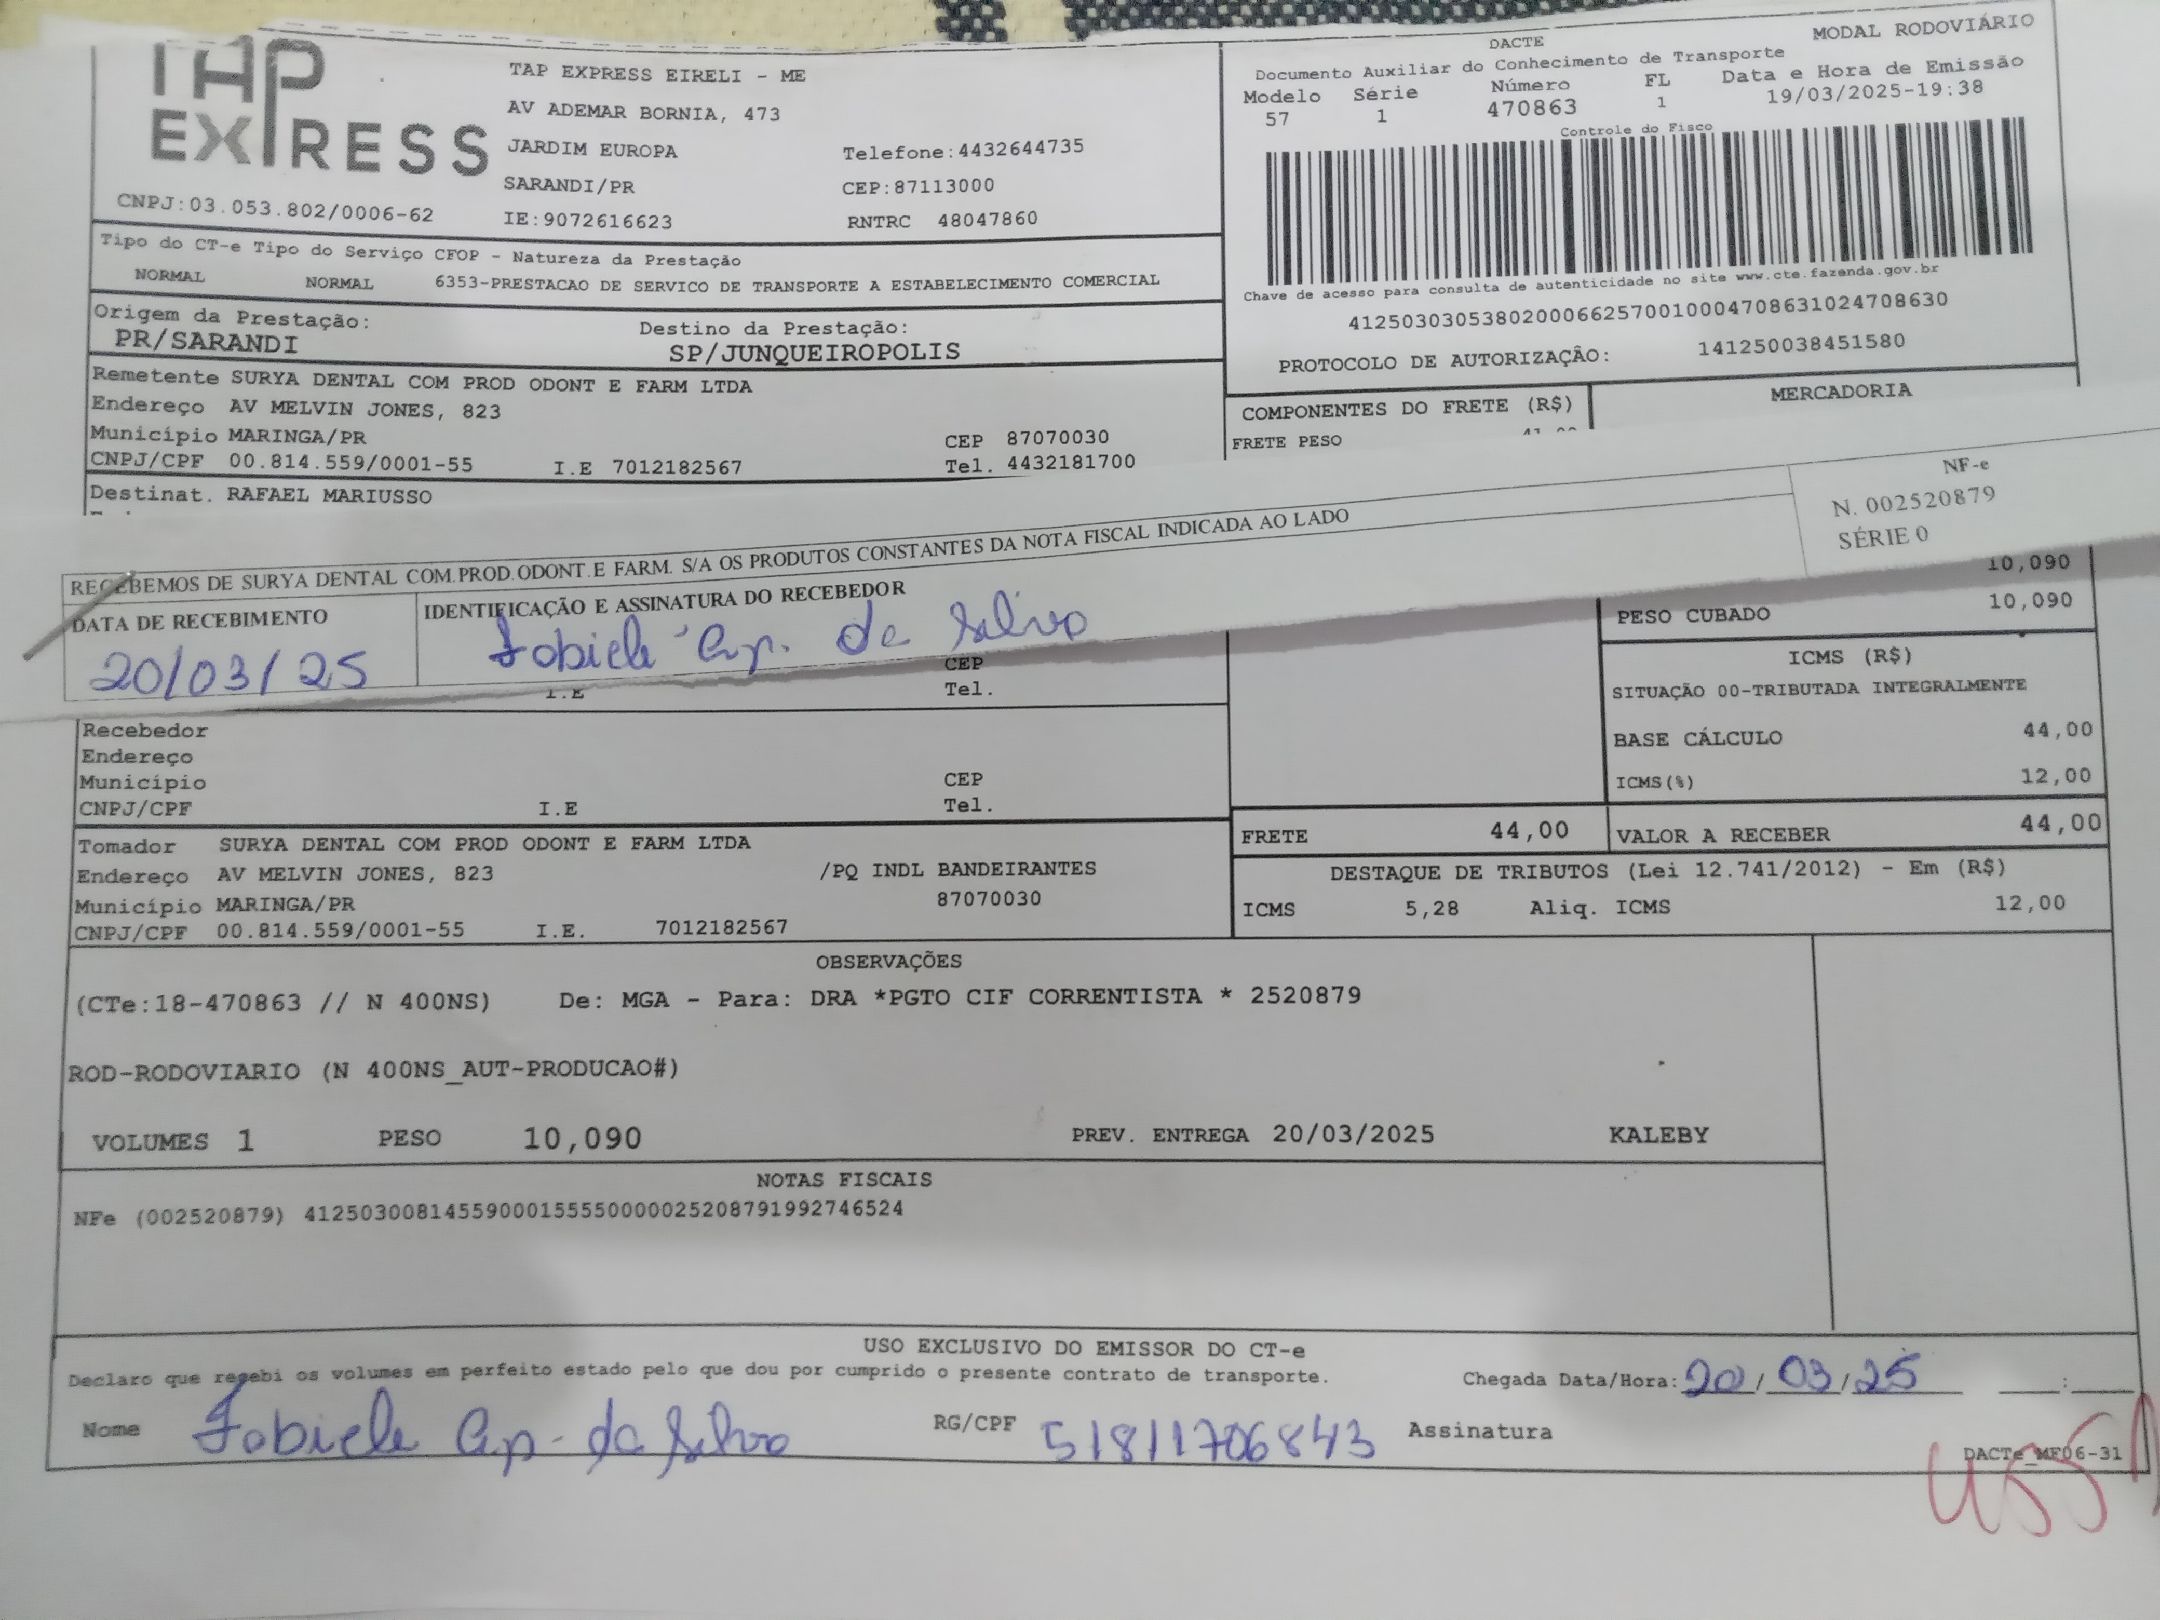 TAP EXPRESS
CNPJ:03.053.802/0006-62
TAP EXPRESS EIRELI - ME
AV ADEMAR BORNIA, 473
JARDIM EUROPA Telefone:4432644735
SARANDI/PR CEP:87113000
IE:9072616623 RNTRC 48047860
DACTE MODAL RODOVIÁRIO
Documento Auxiliar do Conhecimento de Transporte
Modelo Série Número FL Data e Hora de Emissão
57 1 470863 1 19/03/2025-19:38
Controle do Fisco
Chave de acesso para consulta de autenticidade no site www.cte.fazenda.gov.br
41250303053802000662570010004708631024708630
PROTOCOLO DE AUTORIZAÇÃO: 141250038451580
Tipo do CT-e Tipo do Serviço CFOP - Natureza da Prestação
NORMAL NORMAL 6353-PRESTACAO DE SERVICO DE TRANSPORTE A ESTABELECIMENTO COMERCIAL
Origem da Prestação: Destino da Prestação:
PR/SARANDI SP/JUNQUEIROPOLIS
Remetente SURYA DENTAL COM PROD ODONT E FARM LTDA
Endereço AV MELVIN JONES, 823
Município MARINGA/PR CEP 87070030
CNPJ/CPF 00.814.559/0001-55 I.E 7012182567 Tel. 4432181700
Destinat. RAFAEL MARIUSSO
COMPONENTES DO FRETE (R$) MERCADORIA
FRETE PESO
RECEBEMOS DE SURYA DENTAL COM.PROD.ODONT.E FARM. S/A OS PRODUTOS CONSTANTES DA NOTA FISCAL INDICADA AO LADO
NF-e
N. 002520879
SÉRIE 0
DATA DE RECEBIMENTO IDENTIFICAÇÃO E ASSINATURA DO RECEBEDOR
20/03/25 Fabiele Ap. da Silva
10,090
PESO CUBADO 10,090
CEP
I.E Tel.
ICMS (R$)
SITUAÇÃO 00-TRIBUTADA INTEGRALMENTE
BASE CÁLCULO 44,00
ICMS(%) 12,00
Recebedor
Endereço
Município CEP
CNPJ/CPF I.E Tel.
FRETE 44,00 VALOR A RECEBER 44,00
Tomador SURYA DENTAL COM PROD ODONT E FARM LTDA
Endereço AV MELVIN JONES, 823 /PQ INDL BANDEIRANTES
Município MARINGA/PR 87070030
CNPJ/CPF 00.814.559/0001-55 I.E. 7012182567
DESTAQUE DE TRIBUTOS (Lei 12.741/2012) - Em (R$)
ICMS 5,28 Aliq. ICMS 12,00
OBSERVAÇÕES
(CTe:18-470863 // N 400NS) De: MGA - Para: DRA *PGTO CIF CORRENTISTA * 2520879
ROD-RODOVIARIO (N 400NS_AUT-PRODUCAO#)
VOLUMES 1 PESO 10,090 PREV. ENTREGA 20/03/2025 KALEBY
NOTAS FISCAIS
NFe (002520879) 41250300814559000155550000025208791992746524
USO EXCLUSIVO DO EMISSOR DO CT-e
Declaro que recebi os volumes em perfeito estado pelo que dou por cumprido o presente contrato de transporte.
Chegada Data/Hora: 20/03/25 __:__
Nome Fabiele Ap. da Silva RG/CPF 51811706843 Assinatura
DACTe_MF06-31